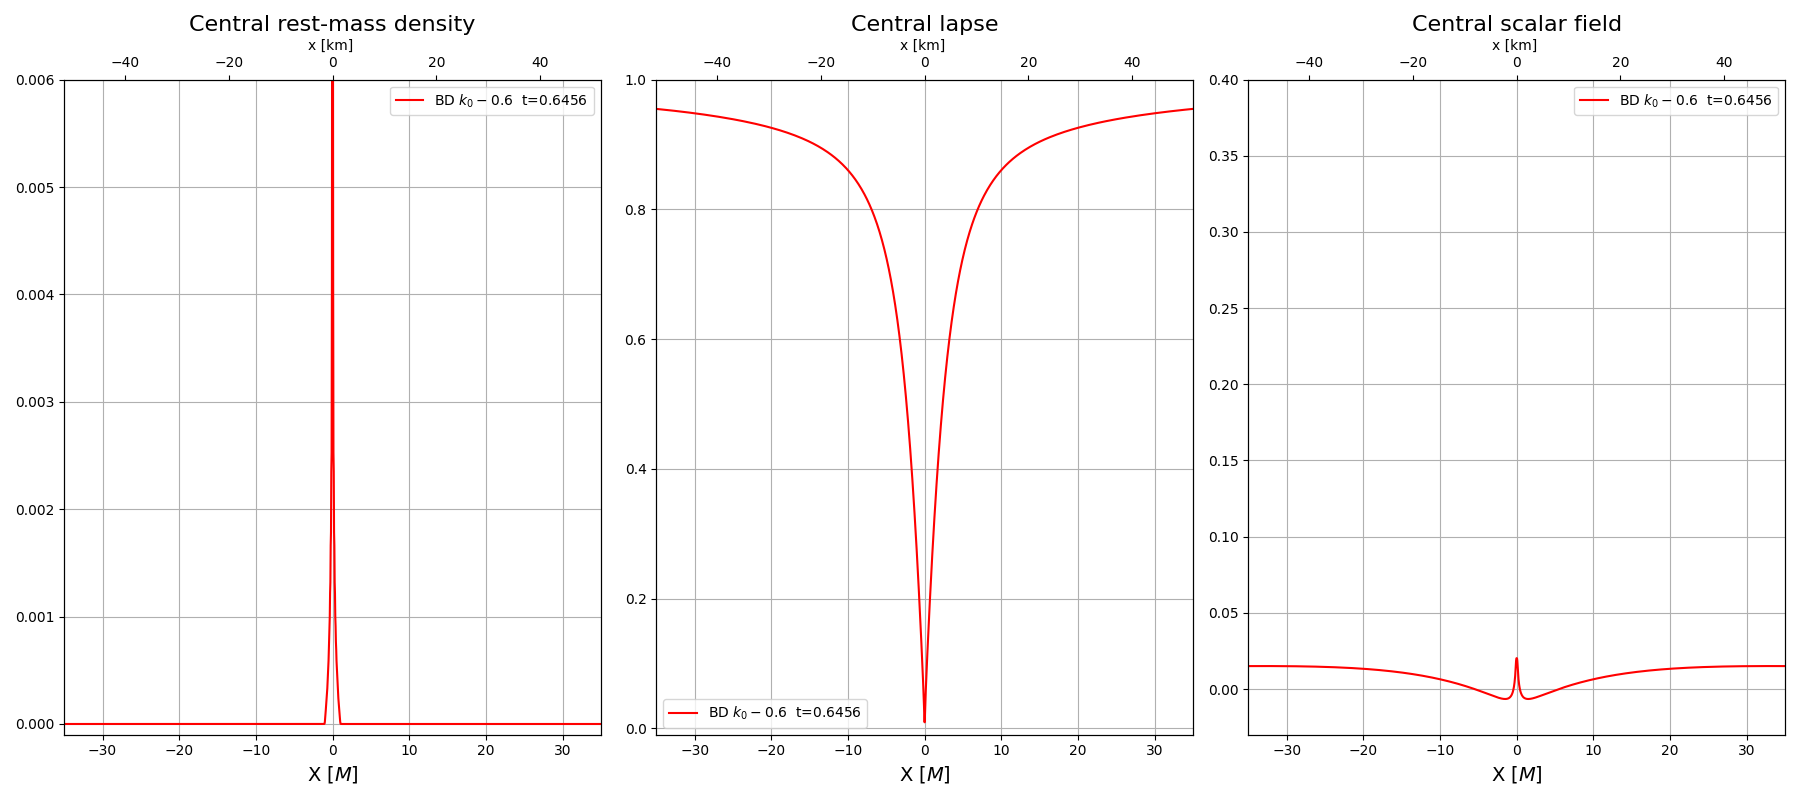 Central rest-mass density
x [km]
−40 −20 0 20 40
0.006
0.005
0.004
0.003
0.002
0.001
0.000
BD k₀ − 0.6 t=0.6456
−30 −20 −10 0 10 20 30
X [M]
Central lapse
x [km]
−40 −20 0 20 40
1.0
0.8
0.6
0.4
0.2
0.0
BD k₀ − 0.6 t=0.6456
−30 −20 −10 0 10 20 30
X [M]
Central scalar field
x [km]
−40 −20 0 20 40
0.40
0.35
0.30
0.25
0.20
0.15
0.10
0.05
0.00
BD k₀ − 0.6 t=0.6456
−30 −20 −10 0 10 20 30
X [M]